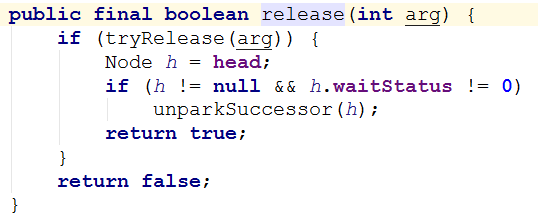 public final boolean release(int arg) {
    if (tryRelease(arg)) {
        Node h = head;
        if (h != null && h.waitStatus != 0)
            unparkSuccessor(h);
        return true;
    }
    return false;
}